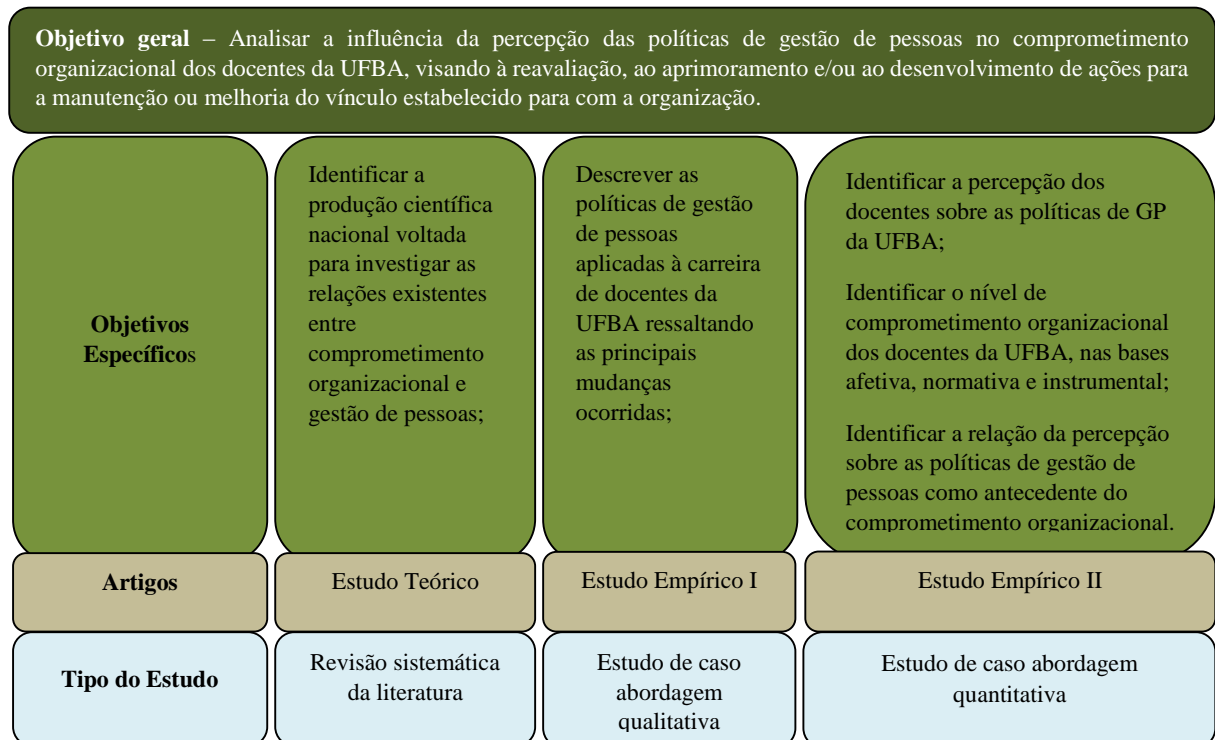 Objetivo geral – Analisar a influência da percepção das políticas de gestão de pessoas no comprometimento
organizacional dos docentes da UFBA, visando à reavaliação, ao aprimoramento e/ou ao desenvolvimento de ações para
a manutenção ou melhoria do vínculo estabelecido para com a organização.
Objetivos
Específicos
Identificar a
produção científica
nacional voltada
para investigar as
relações existentes
entre
comprometimento
organizacional e
gestão de pessoas;
Descrever as
políticas de gestão
de pessoas
aplicadas à carreira
de docentes da
UFBA ressaltando
as principais
mudanças
ocorridas;
Identificar a percepção dos
docentes sobre as políticas de GP
da UFBA;
Identificar o nível de
comprometimento organizacional
dos docentes da UFBA, nas bases
afetiva, normativa e instrumental;
Identificar a relação da percepção
sobre as políticas de gestão de
pessoas como antecedente do
comprometimento organizacional.
Artigos
Estudo Teórico
Estudo Empírico I
Estudo Empírico II
Tipo do Estudo
Revisão sistemática
da literatura
Estudo de caso
abordagem
qualitativa
Estudo de caso abordagem
quantitativa